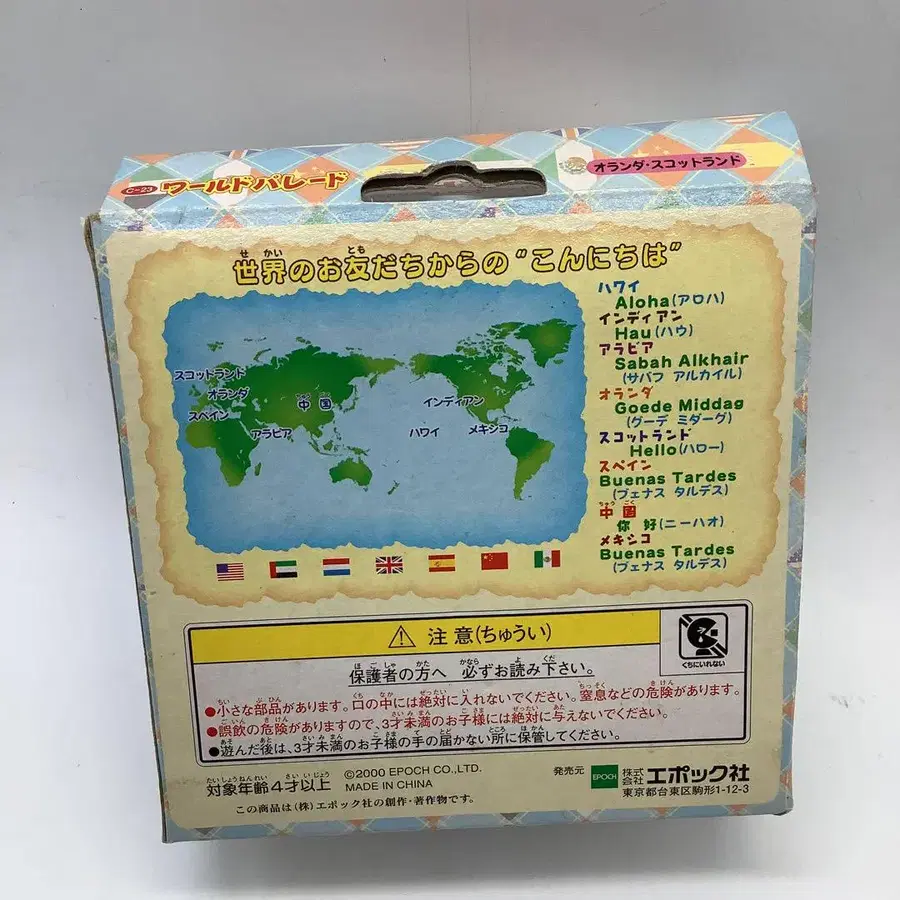 C-23 ワールドパレード
オランダ・スコットランド
世界のお友だちからの“こんにちは”
スコットランド
オランダ
スペイン
アラビア
中国
インディアン
ハワイ
メキシコ
ハワイ
Aloha(アロハ)
インディアン
Hau(ハウ)
アラビア
Sabah Alkhair
(サバフ アルカイル)
オランダ
Goede Middag
(グーデ ミダーグ)
スコットランド
Hello(ハロー)
スペイン
Buenas Tardes
(ブェナス タルデス)
中国
你 好(ニーハオ)
メキシコ
Buenas Tardes
(ブェナス タルデス)
注意(ちゅうい)
くちにいれない
保護者の方へ 必ずお読み下さい。
●小さな部品があります。口の中には絶対に入れないでください。窒息などの危険があります。
●誤飲の危険がありますので、3才未満のお子様には絶対に与えないでください。
●遊んだ後は、3才未満のお子様の手の届かない所に保管してください。
対象年齢4才以上
©2000 EPOCH CO.,LTD.
MADE IN CHINA
この商品は(株)エポック社の創作・著作物です。
発売元 EPOCH 株式会社 エポック社
東京都台東区駒形1-12-3